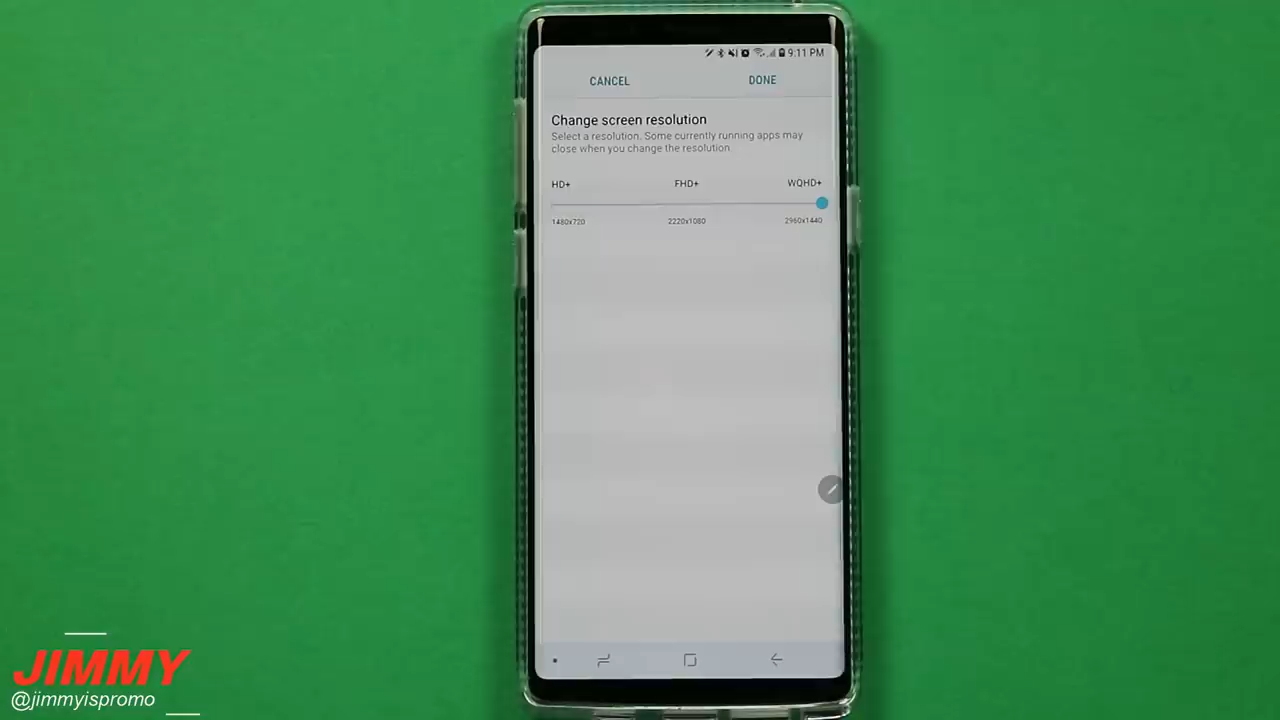 9:11 PM
CANCEL DONE
Change screen resolution
Select a resolution. Some currently running apps may
close when you change the resolution.
HD+ FHD+ WQHD+
1480x720 2220x1080 2960x1440
JIMMY
@jimmyispromo